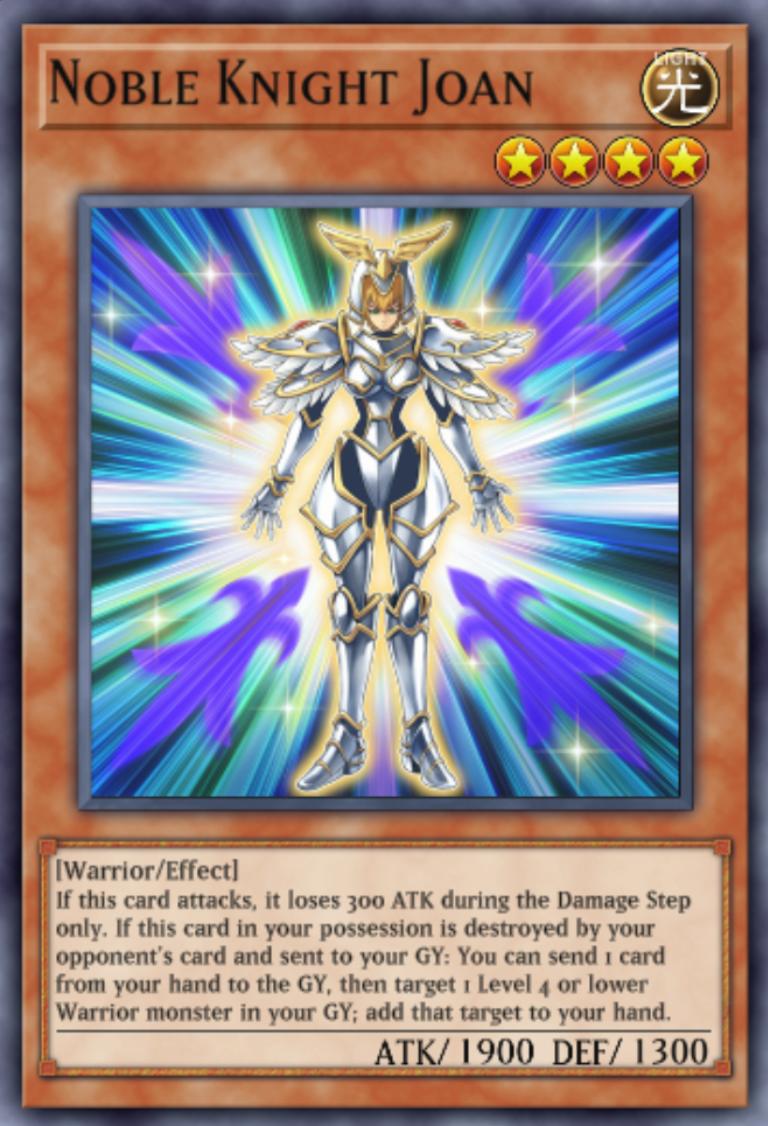 Noble Knight Joan
LIGHT
光
[Warrior/Effect]
If this card attacks, it loses 300 ATK during the Damage Step
only. If this card in your possession is destroyed by your
opponent's card and sent to your GY: You can send 1 card
from your hand to the GY, then target 1 Level 4 or lower
Warrior monster in your GY; add that target to your hand.
ATK/ 1900 DEF/ 1300